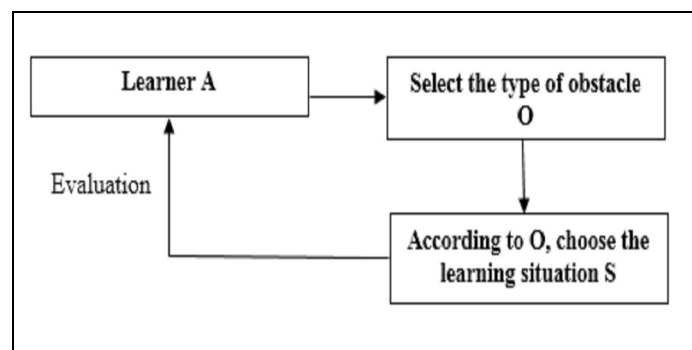 Learner A
Select the type of obstacle
O
Evaluation
According to O, choose the
learning situation S